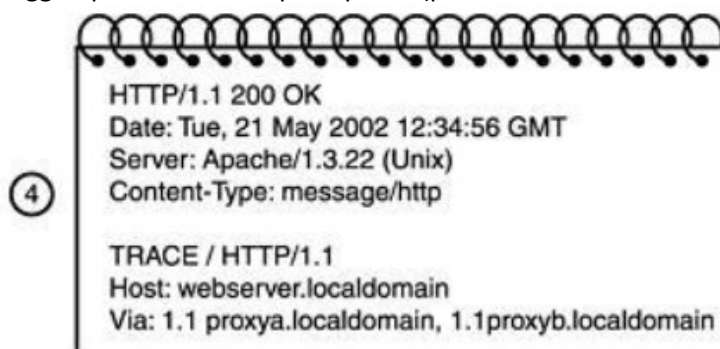 HTTP/1.1 200 OK
Date: Tue, 21 May 2002 12:34:56 GMT
Server: Apache/1.3.22 (Unix)
4
Content-Type: message/http
TRACE / HTTP/1.1
Host: webserver.localdomain
Via: 1.1 proxya.localdomain, 1.1proxyb.localdomain